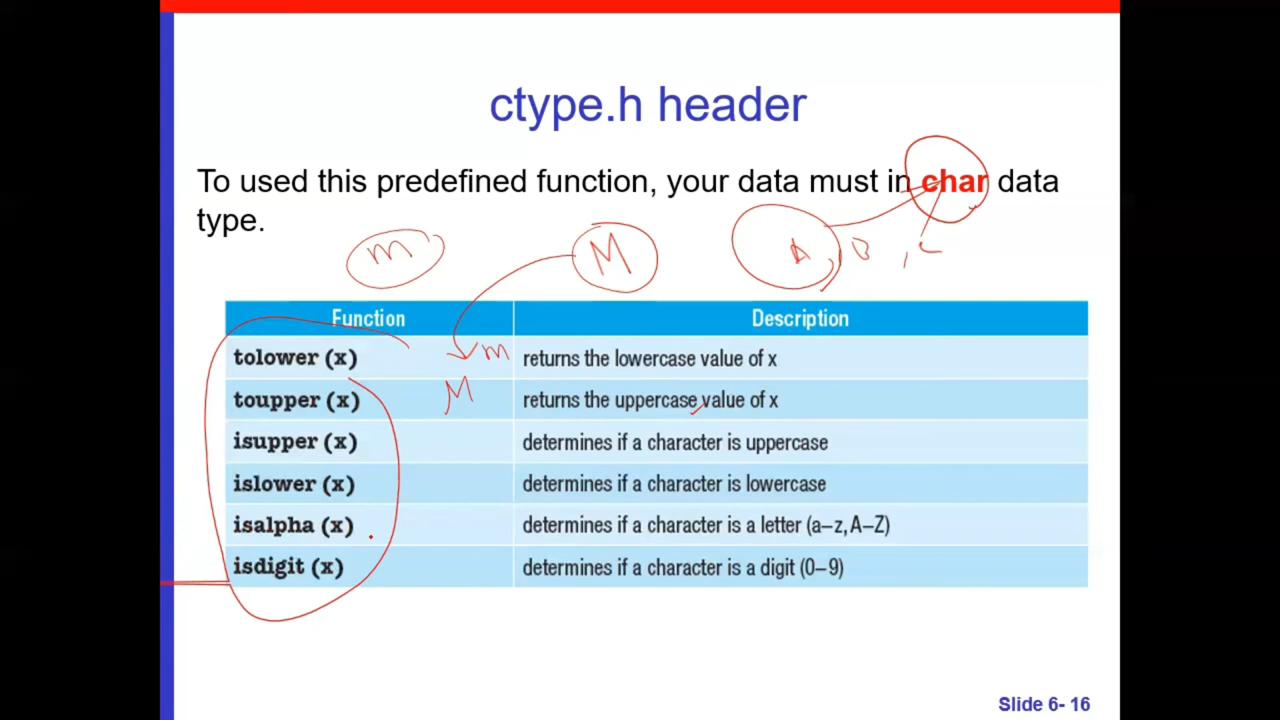 ctype.h header
To used this predefined function, your data must in char data
type.
m M A, B , C
Function Description
tolower (x) m returns the lowercase value of x
toupper (x) M returns the uppercase value of x
isupper (x) determines if a character is uppercase
islower (x) determines if a character is lowercase
isalpha (x) determines if a character is a letter (a–z, A–Z)
isdigit (x) determines if a character is a digit (0–9)
Slide 6- 16